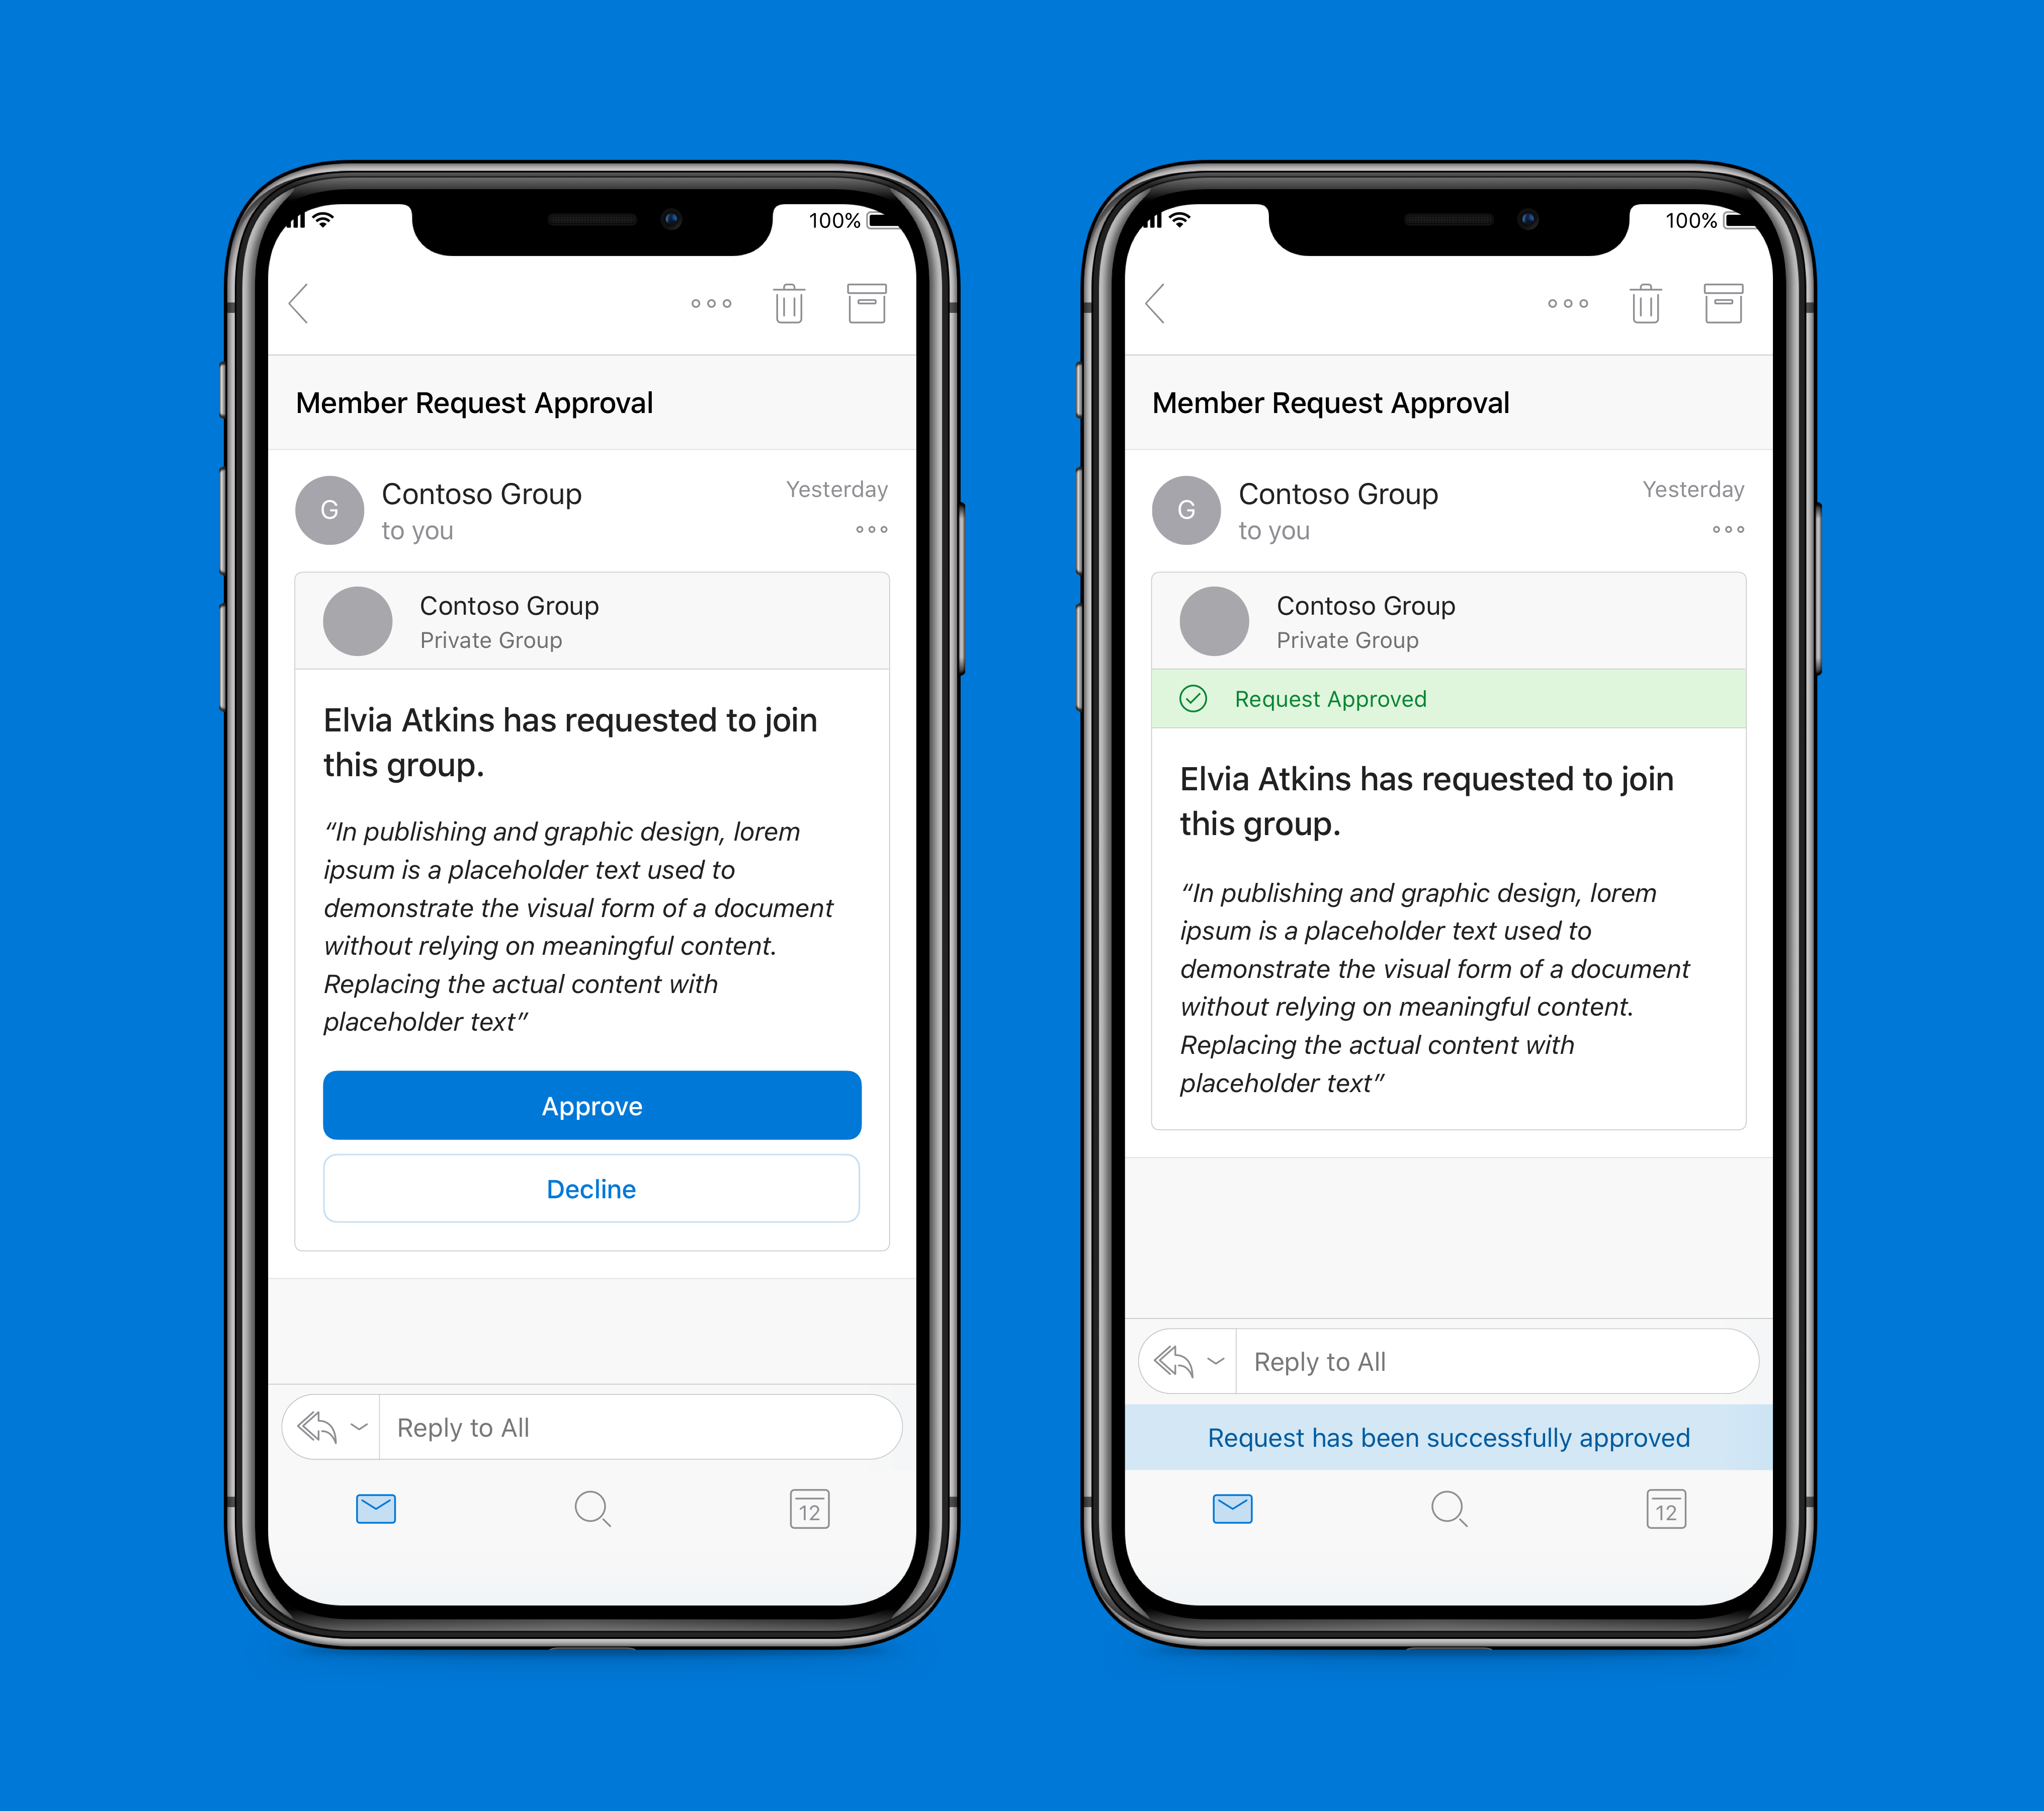 100%
Member Request Approval
G
Contoso Group
Yesterday
to you
Contoso Group
Private Group
Elvia Atkins has requested to join
this group.
“In publishing and graphic design, lorem
ipsum is a placeholder text used to
demonstrate the visual form of a document
without relying on meaningful content.
Replacing the actual content with
placeholder text”
Approve
Decline
Reply to All
12
100%
Member Request Approval
G
Contoso Group
Yesterday
to you
Contoso Group
Private Group
Request Approved
Elvia Atkins has requested to join
this group.
“In publishing and graphic design, lorem
ipsum is a placeholder text used to
demonstrate the visual form of a document
without relying on meaningful content.
Replacing the actual content with
placeholder text”
Reply to All
Request has been successfully approved
12